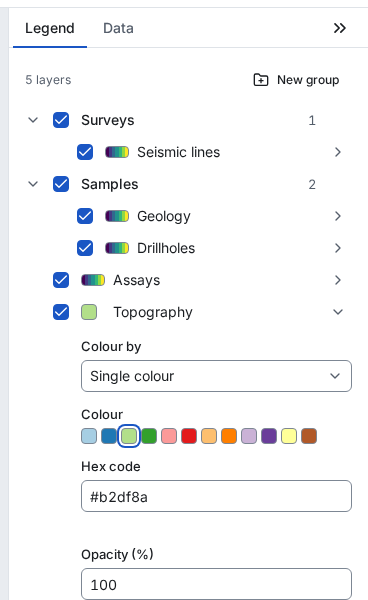 Legend Data
5 layers New group
Surveys 1
Seismic lines
Samples 2
Geology
Drillholes
Assays
Topography
Colour by
Single colour
Colour
Hex code
#b2df8a
Opacity (%)
100